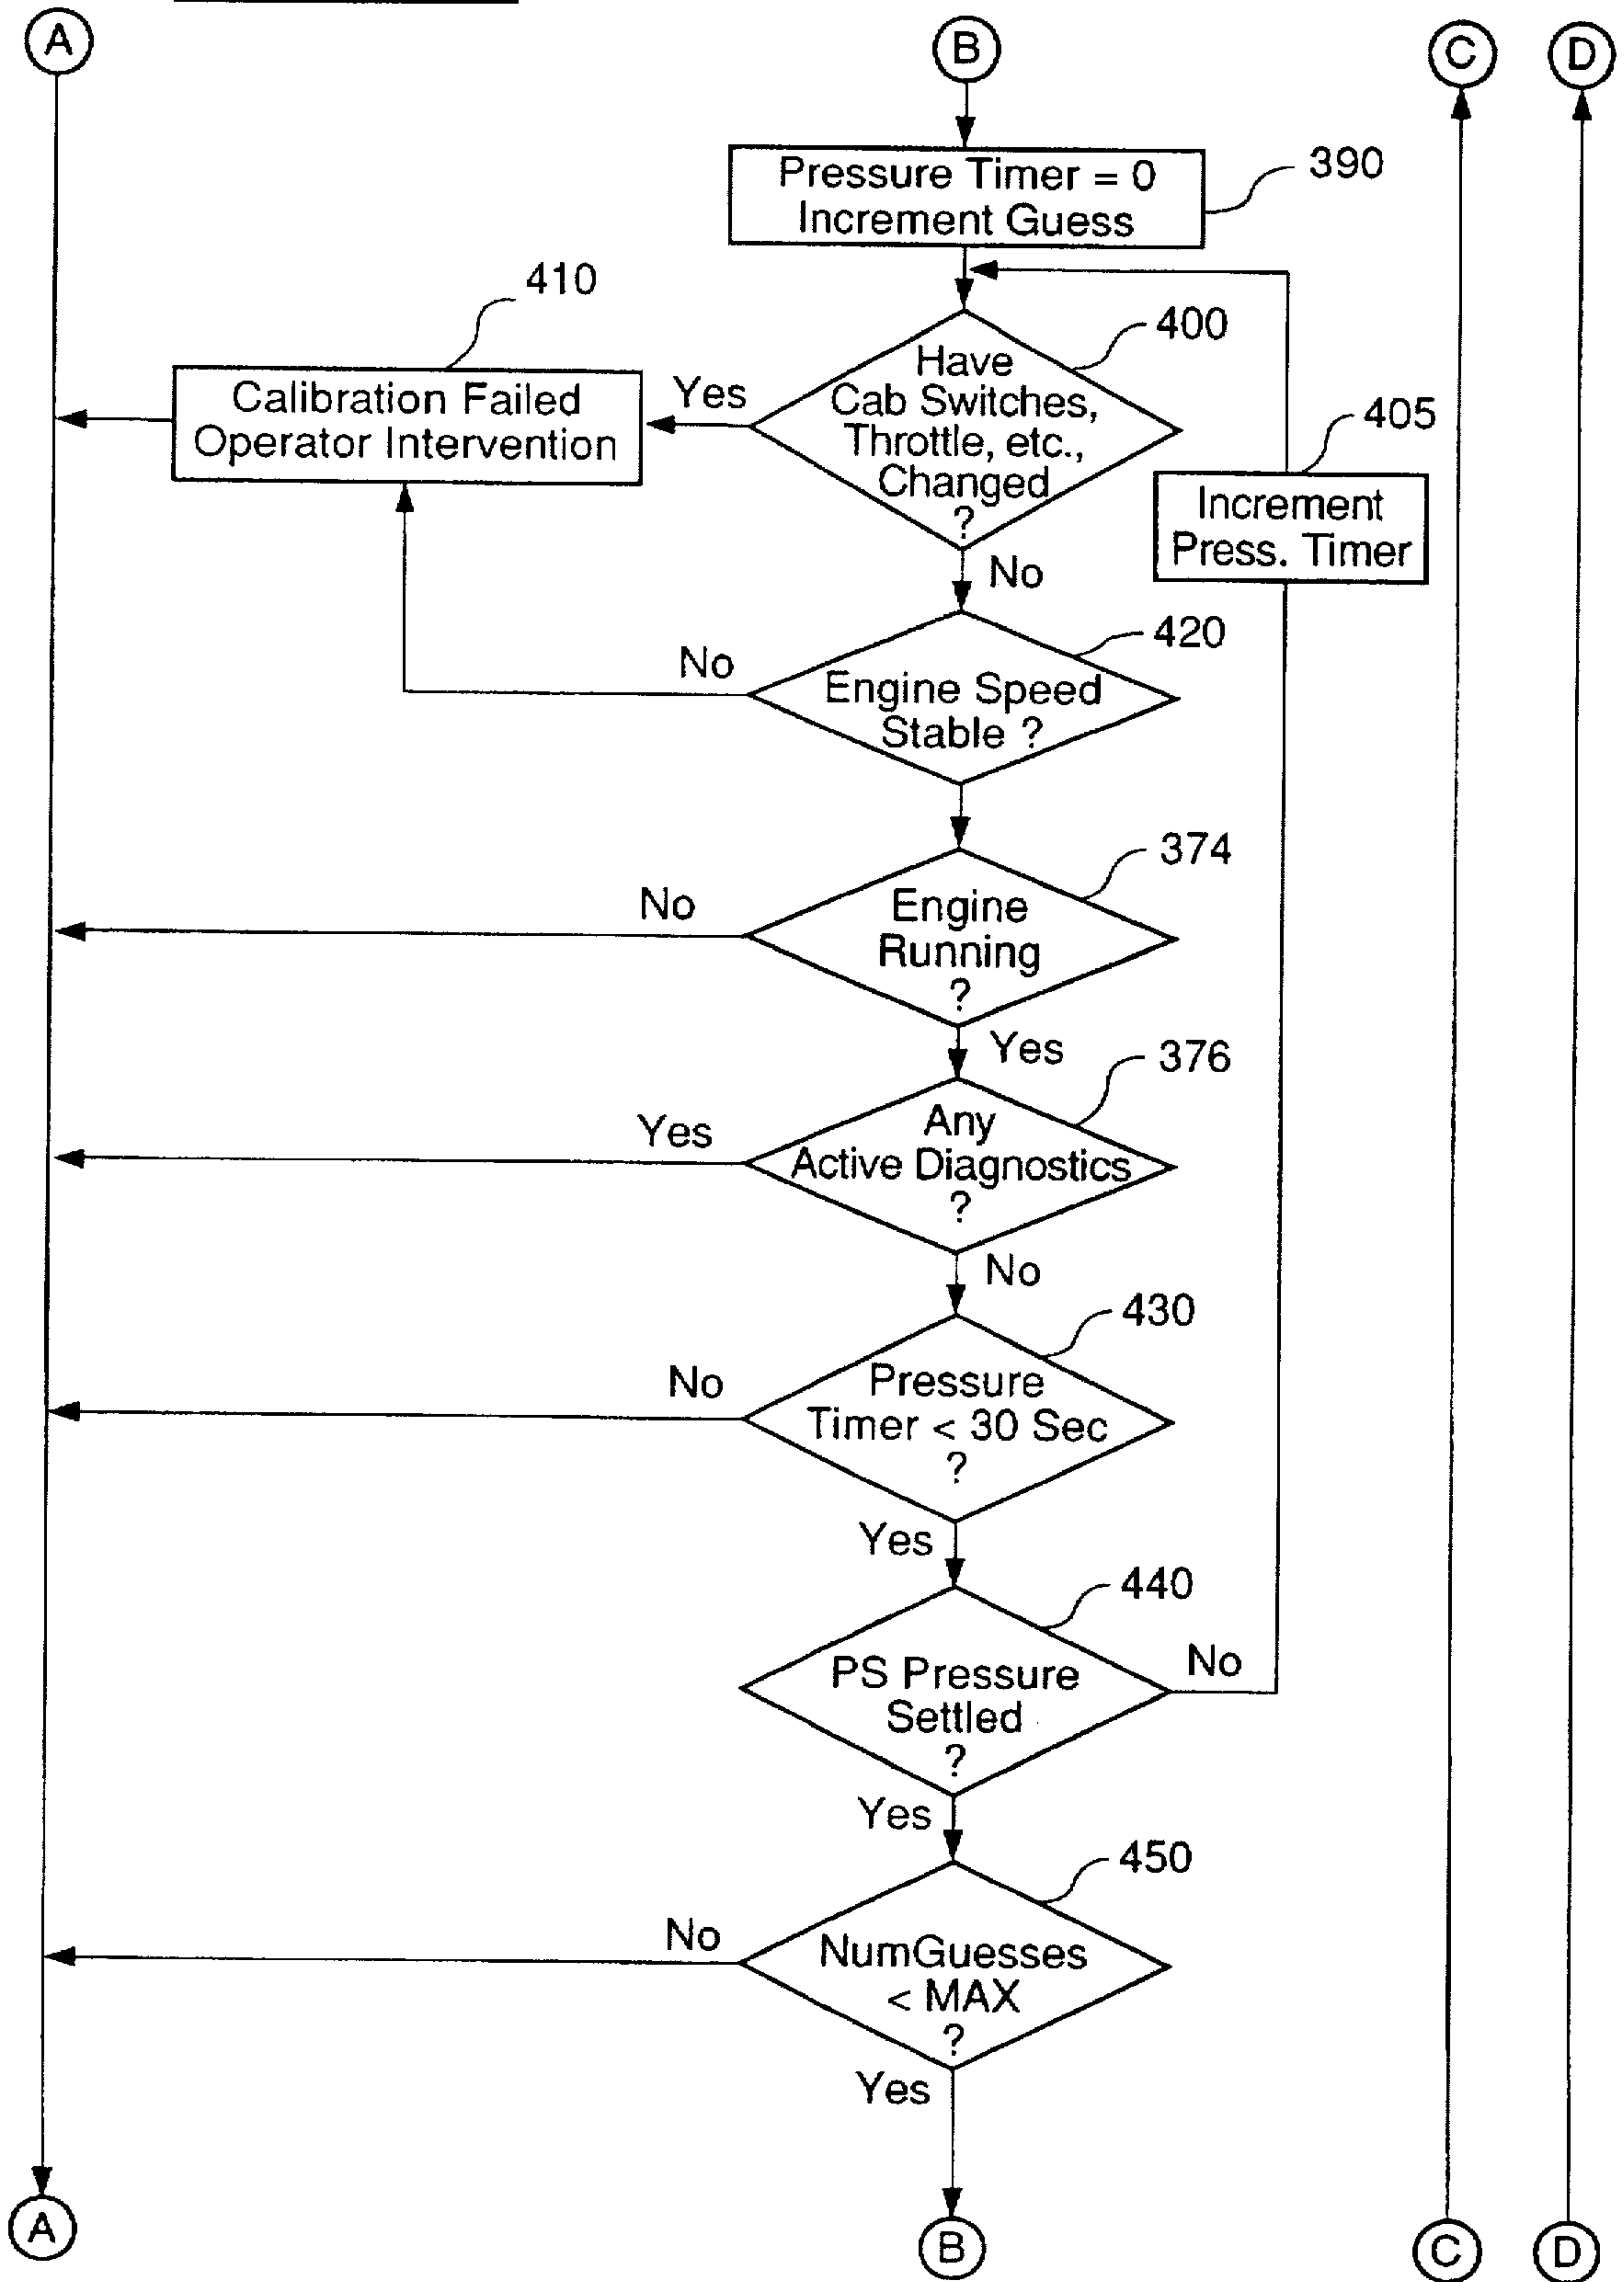 A
B
C
D
Pressure Timer = 0
Increment Guess
390
410
400
Have
Cab Switches,
Throttle, etc.,
Changed
?
Yes
Calibration Failed
Operator Intervention
405
Increment
Press. Timer
No
420
No
Engine Speed
Stable ?
374
No
Engine
Running
?
Yes
376
Yes
Any
Active Diagnostics
?
No
430
No
Pressure
Timer < 30 Sec
?
Yes
440
PS Pressure
Settled
?
No
Yes
450
No
NumGuesses
< MAX
?
Yes
A
B
C
D